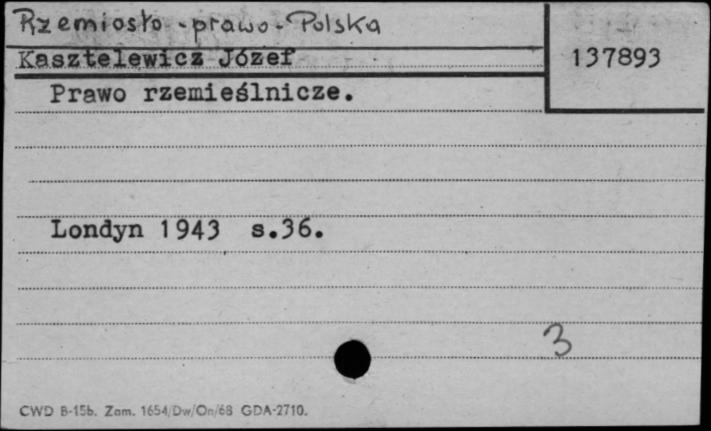 Rzemiosło - prawo - Polska
Kasztelewicz Józef
137893
Prawo rzemieślnicze.
Londyn 1943 s.36.
3
CWD B-15b. Zam. 1654/Dw/On/68 GDA-2710.